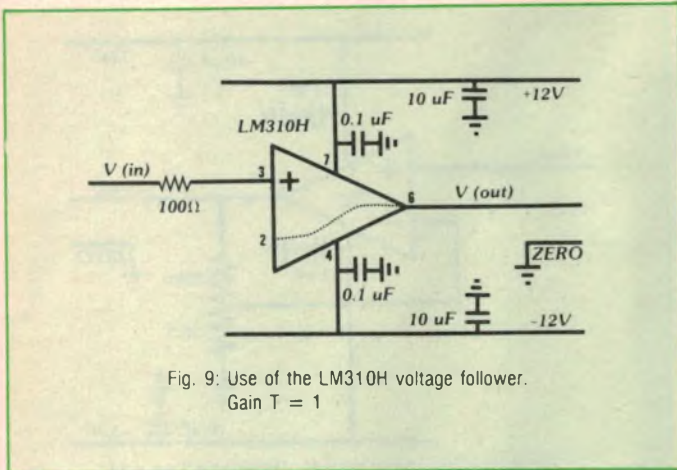 10 uF
+12V
0.1 uF
LM310H
7
V (in)
3
+
6
V (out)
100Ω
2
4
ZERO
0.1 uF
10 uF
-12V
Fig. 9: Use of the LM310H voltage follower.
Gain T = 1